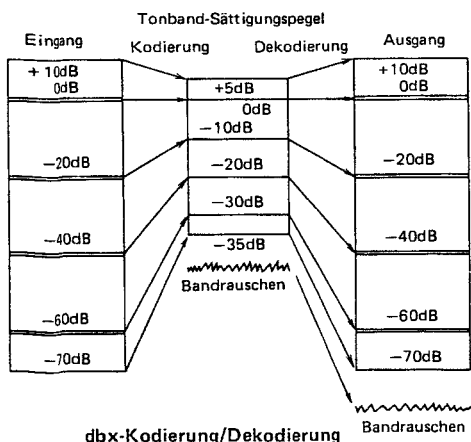 Tonband-Sättigungspegel
Eingang
Kodierung
Dekodierung
Ausgang
+ 10dB
0dB
−20dB
−40dB
−60dB
−70dB
+5dB
0dB
−10dB
−20dB
−30dB
−35dB
Bandrauschen
+10dB
0dB
−20dB
−40dB
−60dB
−70dB
Bandrauschen
dbx-Kodierung/Dekodierung